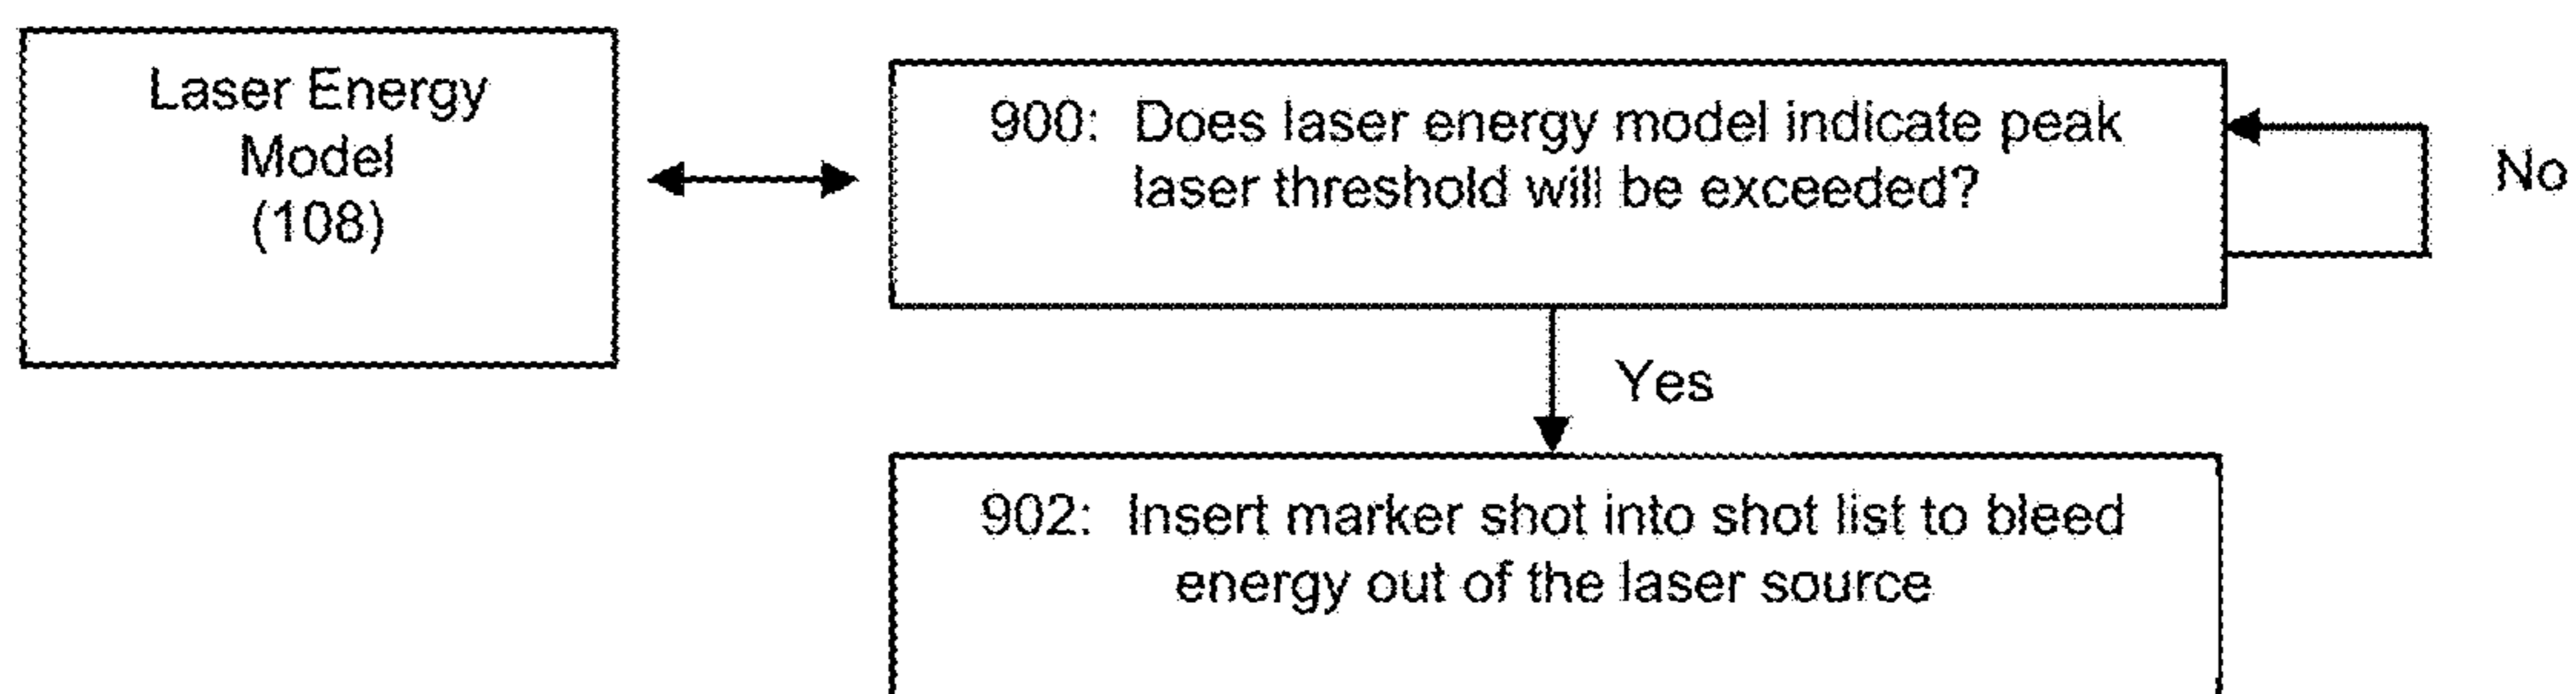 Laser Energy
Model
(108)
900: Does laser energy model indicate peak
laser threshold will be exceeded?
No
Yes
902: Insert marker shot into shot list to bleed
energy out of the laser source